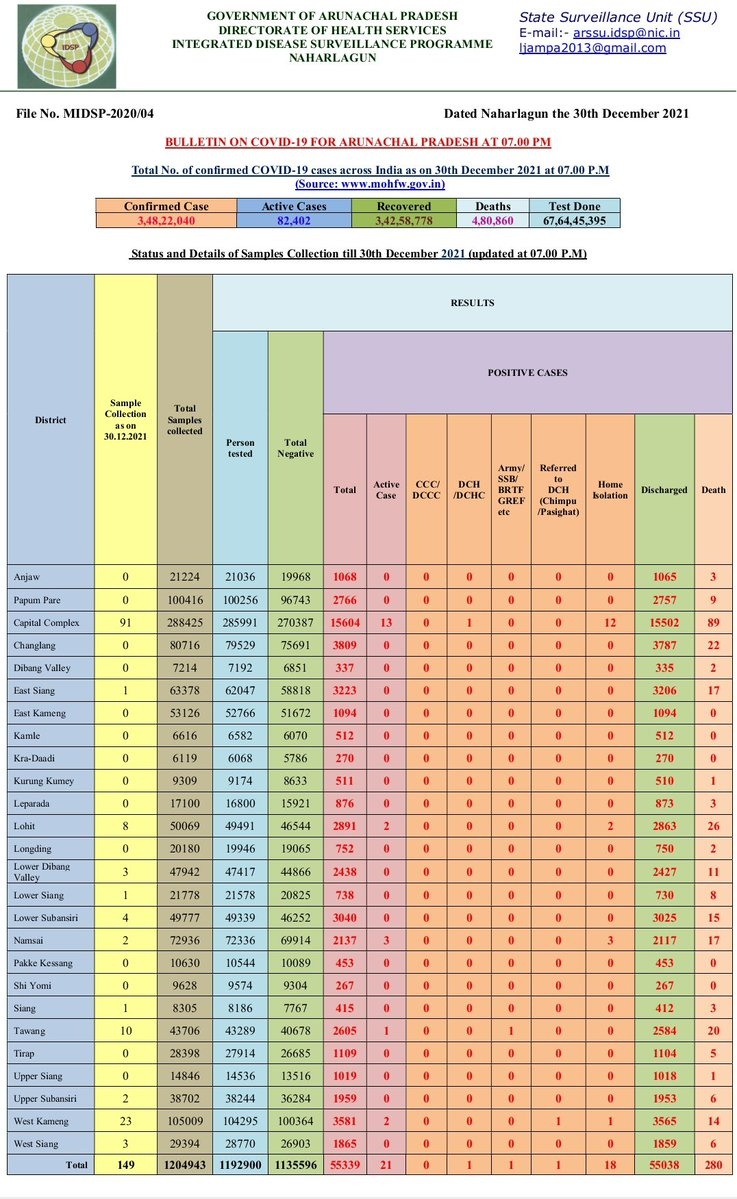 IDSP
GOVERNMENT OF ARUNACHAL PRADESH
DIRECTORATE OF HEALTH SERVICES
INTEGRATED DISEASE SURVEILLANCE PROGRAMME
NAHARLAGUN
State Surveillance Unit (SSU)
E-mail:- arssu.idsp@nic.in
ljampa2013@gmail.com
File No. MIDSP-2020/04 Dated Naharlagun the 30th December 2021
BULLETIN ON COVID-19 FOR ARUNACHAL PRADESH AT 07.00 PM
Total No. of confirmed COVID-19 cases across India as on 30th December 2021 at 07.00 P.M
(Source: www.mohfw.gov.in)
Confirmed Case Active Cases Recovered Deaths Test Done
3,48,22,040 82,402 3,42,58,778 4,80,860 67,64,45,395
Status and Details of Samples Collection till 30th December 2021 (updated at 07.00 P.M)
District
Sample
Collection
as on
30.12.2021
Total
Samples
collected
RESULTS
Person
tested
Total
Negative
POSITIVE CASES
Total
Active
Case
CCC/
DCCC
DCH
/DCHC
Army/
SSB/
BRTF
GREF
etc
Referred
to
DCH
(Chimpu
/Pasighat)
Home
Isolation
Discharged
Death
Anjaw 0 21224 21036 19968 1068 0 0 0 0 0 0 1065 3
Papum Pare 0 100416 100256 96743 2766 0 0 0 0 0 0 2757 9
Capital Complex 91 288425 285991 270387 15604 13 0 1 0 0 12 15502 89
Changlang 0 80716 79529 75691 3809 0 0 0 0 0 0 3787 22
Dibang Valley 0 7214 7192 6851 337 0 0 0 0 0 0 335 2
East Siang 1 63378 62047 58818 3223 0 0 0 0 0 0 3206 17
East Kameng 0 53126 52766 51672 1094 0 0 0 0 0 0 1094 0
Kamle 0 6616 6582 6070 512 0 0 0 0 0 0 512 0
Kra-Daadi 0 6119 6068 5786 270 0 0 0 0 0 0 270 0
Kurung Kumey 0 9309 9174 8633 511 0 0 0 0 0 0 510 1
Leparada 0 17100 16800 15921 876 0 0 0 0 0 0 873 3
Lohit 8 50069 49491 46544 2891 2 0 0 0 0 2 2863 26
Longding 0 20180 19946 19065 752 0 0 0 0 0 0 750 2
Lower Dibang
Valley 3 47942 47417 44866 2438 0 0 0 0 0 0 2427 11
Lower Siang 1 21778 21578 20825 738 0 0 0 0 0 0 730 8
Lower Subansiri 4 49777 49339 46252 3040 0 0 0 0 0 0 3025 15
Namsai 2 72936 72336 69914 2137 3 0 0 0 0 3 2117 17
Pakke Kessang 0 10630 10544 10089 453 0 0 0 0 0 0 453 0
Shi Yomi 0 9628 9574 9304 267 0 0 0 0 0 0 267 0
Siang 1 8305 8186 7767 415 0 0 0 0 0 0 412 3
Tawang 10 43706 43289 40678 2605 1 0 0 1 0 0 2584 20
Tirap 0 28398 27914 26685 1109 0 0 0 0 0 0 1104 5
Upper Siang 0 14846 14536 13516 1019 0 0 0 0 0 0 1018 1
Upper Subansiri 2 38702 38244 36284 1959 0 0 0 0 0 0 1953 6
West Kameng 23 105009 104295 100364 3581 2 0 0 0 1 1 3565 14
West Siang 3 29394 28770 26903 1865 0 0 0 0 0 0 1859 6
Total 149 1204943 1192900 1135596 55339 21 0 1 1 1 18 55038 280